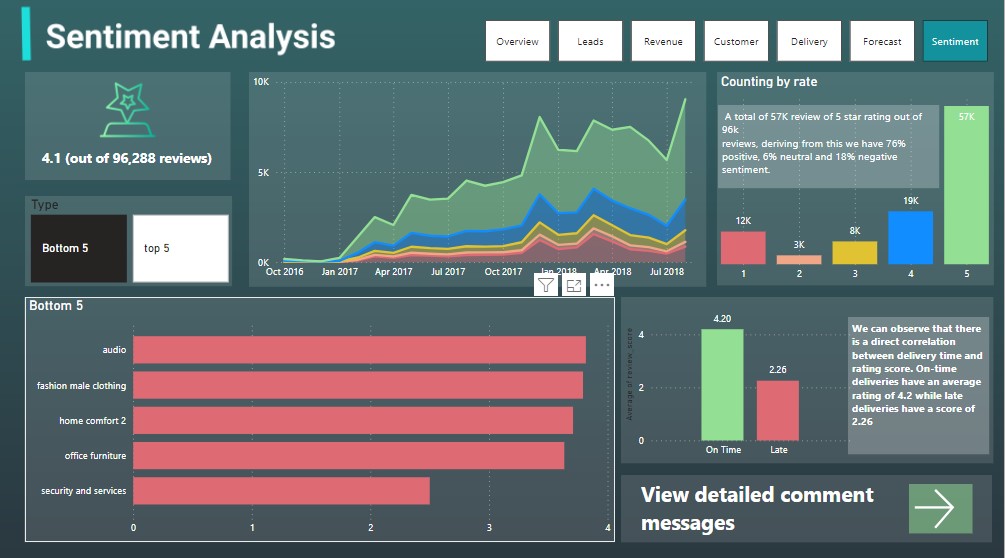 Sentiment Analysis
Overview
Leads
Revenue
Customer
Delivery
Forecast
Sentiment
4.1 (out of 96,288 reviews)
Type
Bottom 5
top 5
10K
5K
0K
Oct 2016
Jan 2017
Apr 2017
Jul 2017
Oct 2017
Jan 2018
Apr 2018
Jul 2018
Counting by rate
A total of 57K review of 5 star rating out of
96k
reviews, deriving from this we have 76%
positive, 6% neutral and 18% negative
sentiment.
12K
3K
8K
19K
57K
1
2
3
4
5
Bottom 5
audio
fashion male clothing
home comfort 2
office furniture
security and services
0
1
2
3
4
Average of review_score
4
2
0
4.20
2.26
On Time
Late
We can observe that there
is a direct correlation
between delivery time and
rating score. On-time
deliveries have an average
rating of 4.2 while late
deliveries have a score of
2.26
View detailed comment
messages